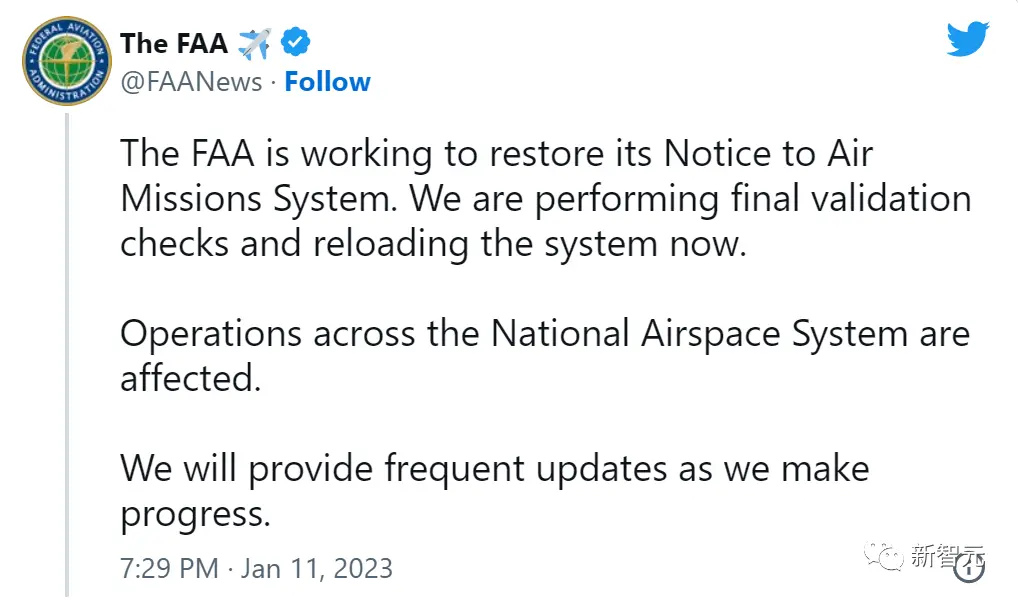 The FAA ✈️
@FAANews · Follow
The FAA is working to restore its Notice to Air
Missions System. We are performing final validation
checks and reloading the system now.
Operations across the National Airspace System are
affected.
We will provide frequent updates as we make
progress.
7:29 PM · Jan 11, 2023
新智元
FEDERAL AVIATION
ADMINISTRATION